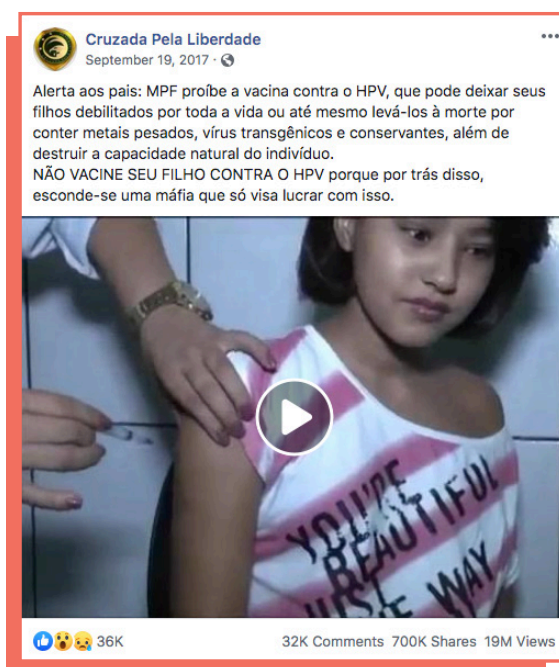 Cruzada Pela Liberdade
September 19, 2017 ·
Alerta aos pais: MPF proíbe a vacina contra o HPV, que pode deixar seus
filhos debilitados por toda a vida ou até mesmo levá-los à morte por
conter metais pesados, vírus transgênicos e conservantes, além de
destruir a capacidade natural do indivíduo.
NÃO VACINE SEU FILHO CONTRA O HPV porque por trás disso,
esconde-se uma máfia que só visa lucrar com isso.
YOU'RE
BEAUTIFUL
JUST
THE WAY
36K 32K Comments 700K Shares 19M Views